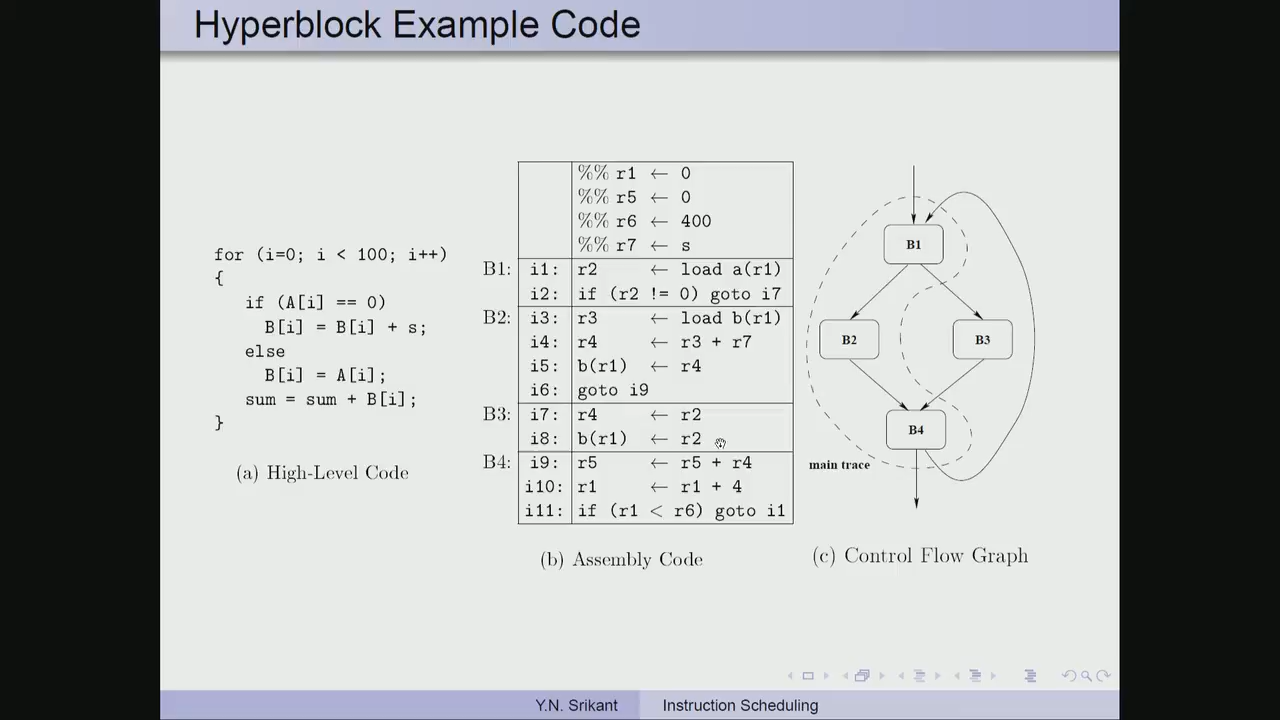 Hyperblock Example Code
for (i=0; i < 100; i++)
{
if (A[i] == 0)
B[i] = B[i] + s;
else
B[i] = A[i];
sum = sum + B[i];
}
(a) High-Level Code
%% r1 ← 0
%% r5 ← 0
%% r6 ← 400
%% r7 ← s
B1: i1: r2 ← load a(r1)
i2: if (r2 != 0) goto i7
B2: i3: r3 ← load b(r1)
i4: r4 ← r3 + r7
i5: b(r1) ← r4
i6: goto i9
B3: i7: r4 ← r2
i8: b(r1) ← r2
B4: i9: r5 ← r5 + r4
i10: r1 ← r1 + 4
i11: if (r1 < r6) goto i1
(b) Assembly Code
B1
B2 B3
B4
main trace
(c) Control Flow Graph
Y.N. Srikant Instruction Scheduling